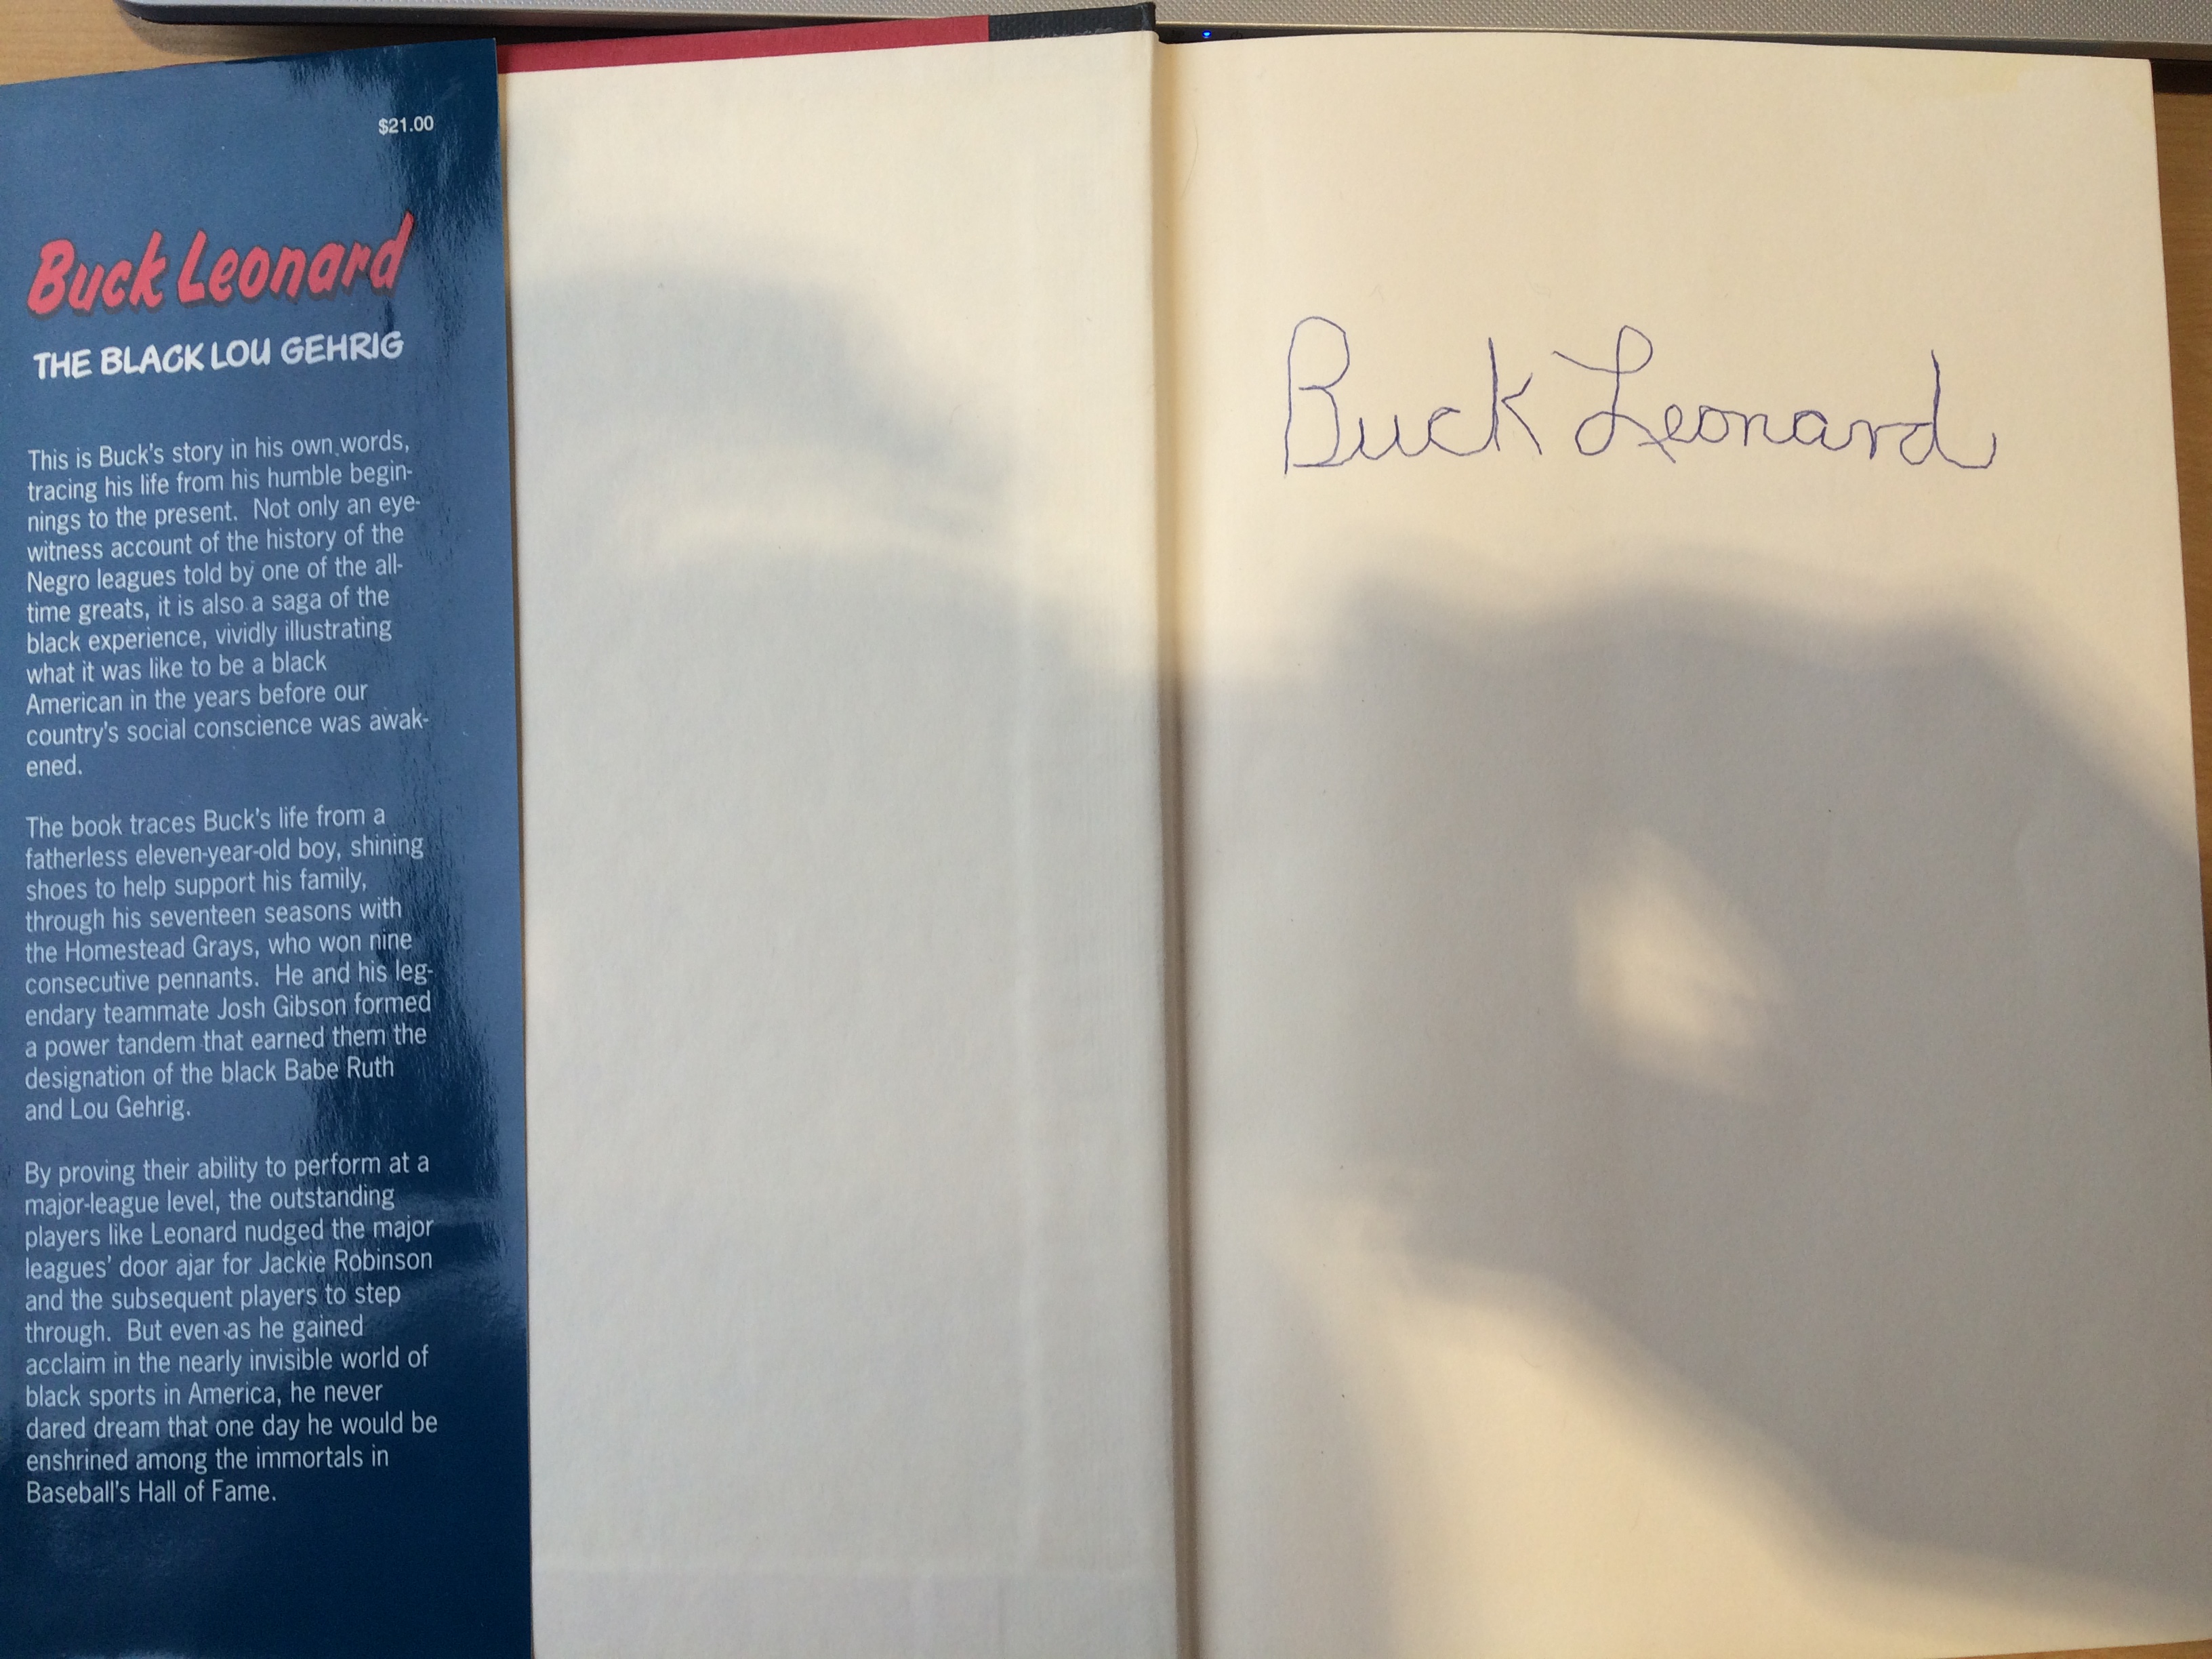 $21.00
Buck Leonard
THE BLACK LOU GEHRIG
This is Buck's story in his own words,
tracing his life from his humble begin-
nings to the present.  Not only an eye-
witness account of the history of the
Negro leagues told by one of the all-
time greats, it is also a saga of the
black experience, vividly illustrating
what it was like to be a black
American in the years before our
country's social conscience was awak-
ened.
The book traces Buck's life from a
fatherless eleven-year-old boy, shining
shoes to help support his family,
through his seventeen seasons with
the Homestead Grays, who won nine
consecutive pennants.  He and his leg-
endary teammate Josh Gibson formed
a power tandem that earned them the
designation of the black Babe Ruth
and Lou Gehrig.
By proving their ability to perform at a
major-league level, the outstanding
players like Leonard nudged the major
leagues' door ajar for Jackie Robinson
and the subsequent players to step
through.  But even as he gained
acclaim in the nearly invisible world of
black sports in America, he never
dared dream that one day he would be
enshrined among the immortals in
Baseball's Hall of Fame.
Buck Leonard